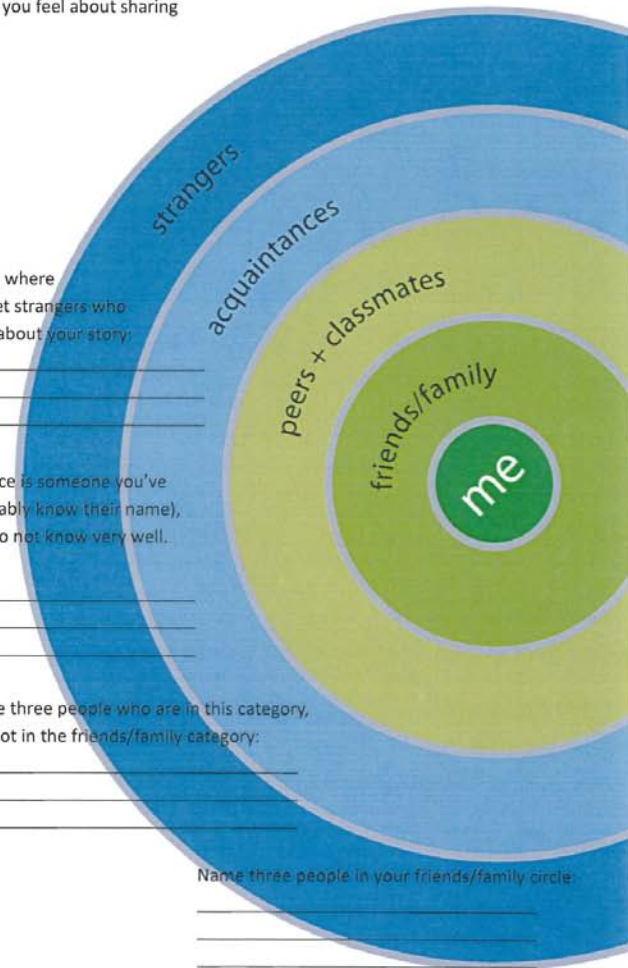 you feel about sharing
strangers
acquaintances
peers + classmates
friends/family
me
where
et strangers who
about your story:
ce is someone you've
ably know their name),
o not know very well.
e three people who are in this category,
ot in the friends/family category:
Name three people in your friends/family circle: